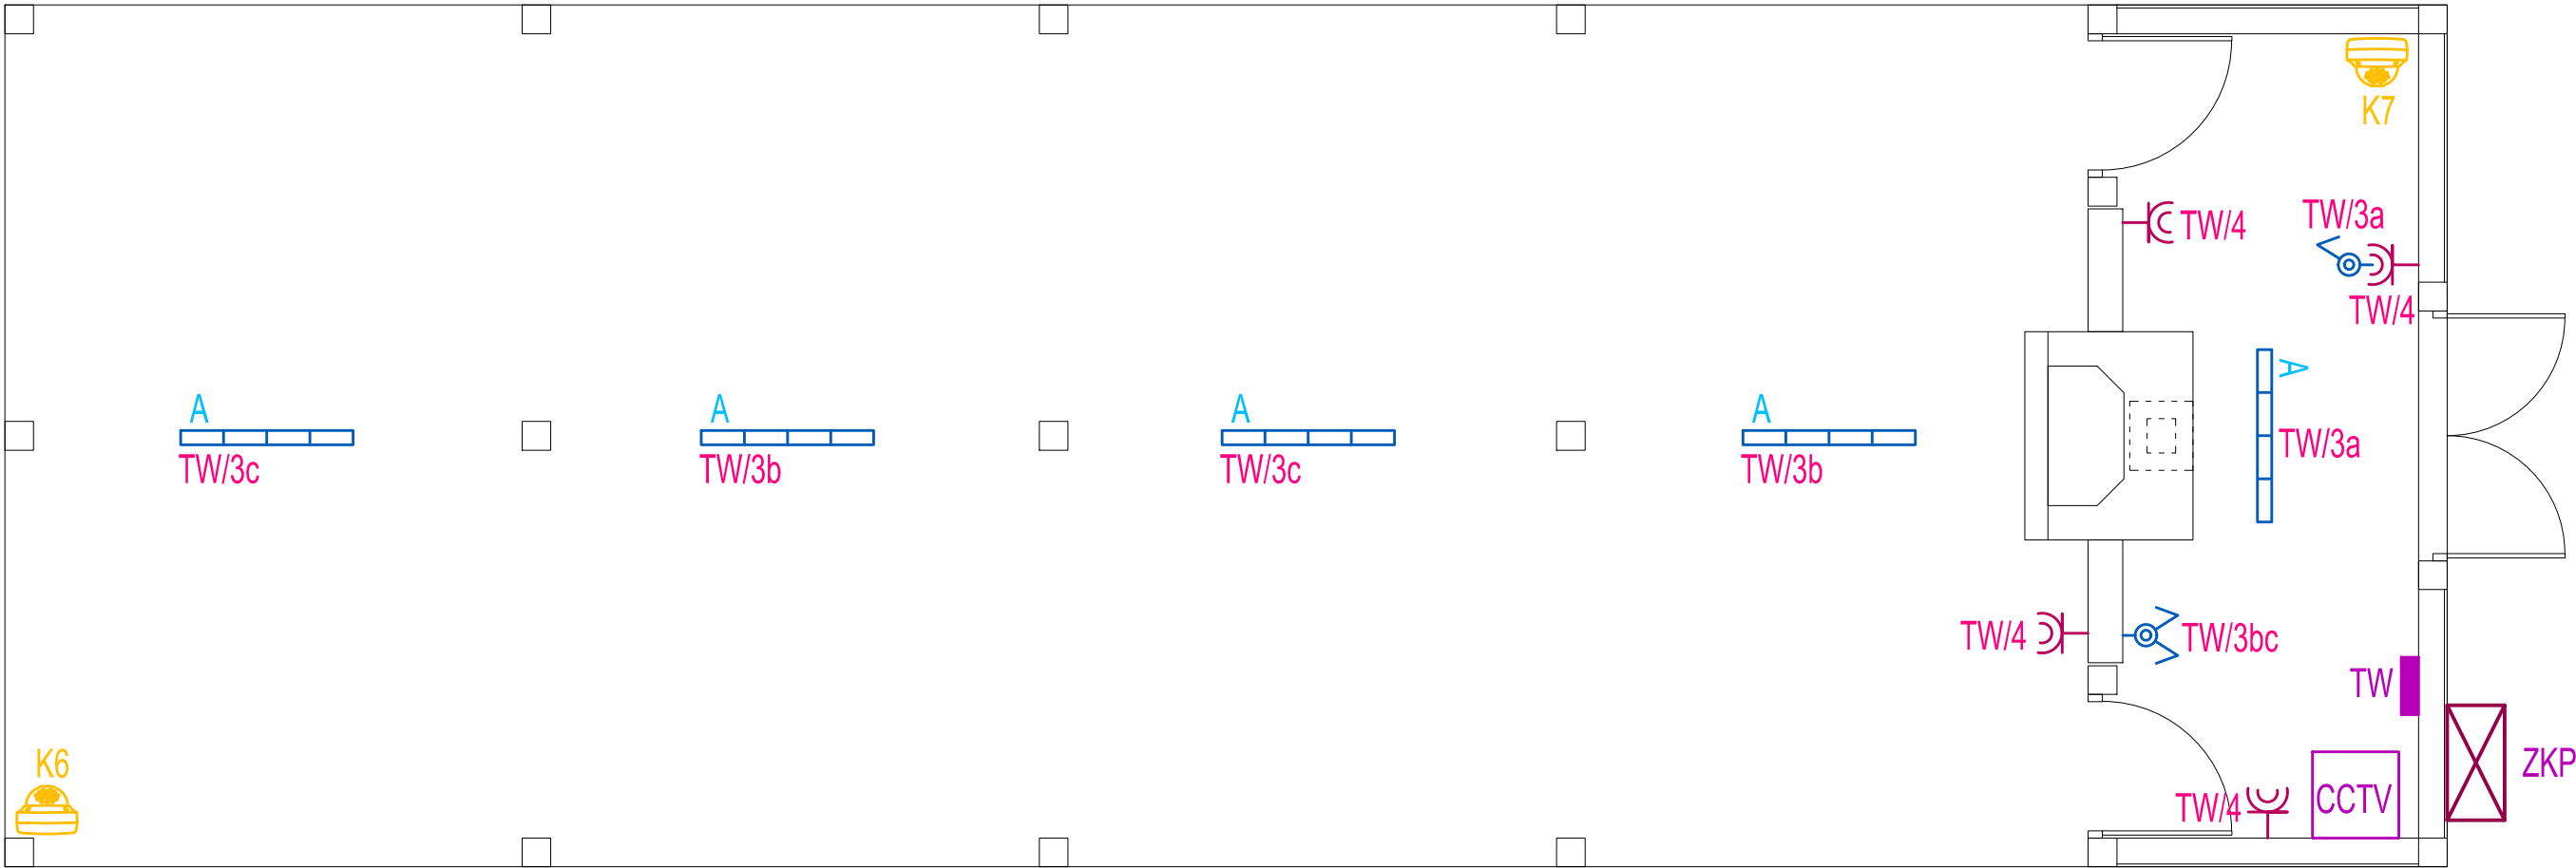 K7
TW/3a
TW/4
TW/4
A
A
A
A
A
TW/3a
TW/3c
TW/3b
TW/3c
TW/3b
TW/4
TW/3bc
TW
K6
ZKP
CCTV
TW/4